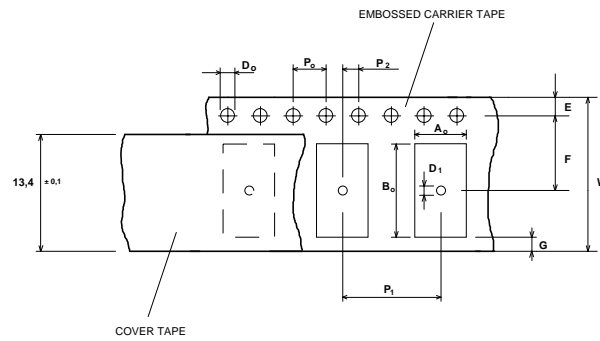 EMBOSSED CARRIER TAPE
Do Po P2
E
Ao
F
D1
13,4 ± 0,1
Bo
G
P1
COVER TAPE